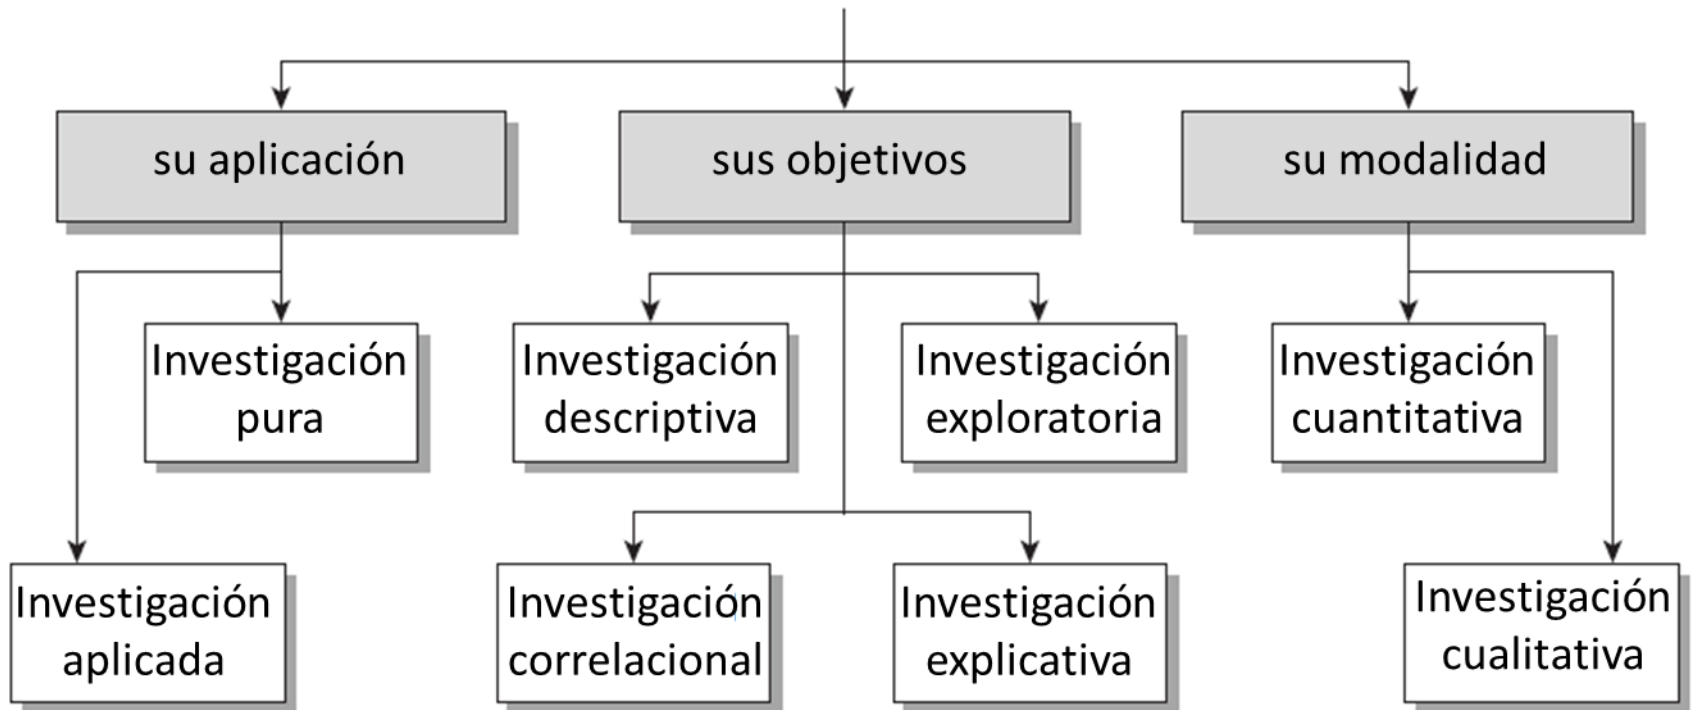 su aplicación
sus objetivos
su modalidad
Investigación
pura
Investigación
descriptiva
Investigación
exploratoria
Investigación
cuantitativa
Investigación
aplicada
Investigación
correlacional
Investigación
explicativa
Investigación
cualitativa